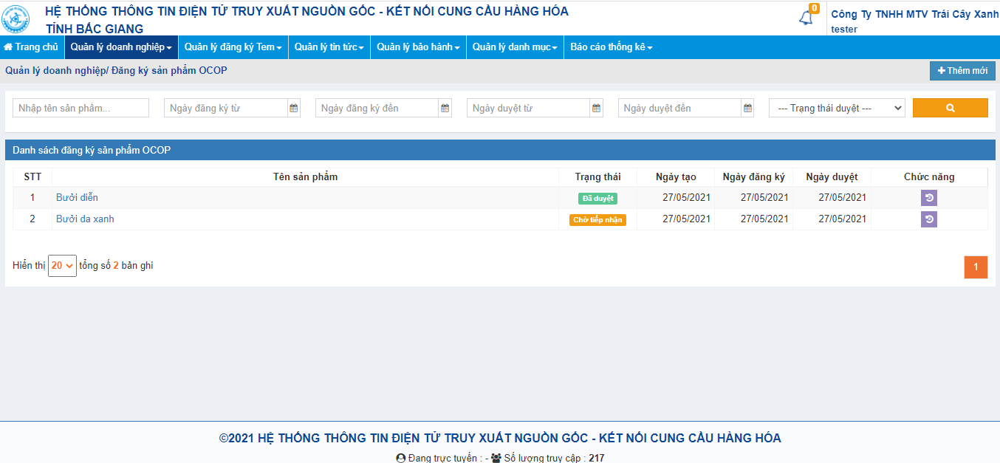 HỆ THỐNG THÔNG TIN ĐIỆN TỬ TRUY XUẤT NGUỒN GỐC - KẾT NỐI CUNG CẦU HÀNG HÓA
TỈNH BẮC GIANG
0
Công Ty TNHH MTV Trái Cây Xanh
tester
Trang chủ Quản lý doanh nghiệp Quản lý đăng ký Tem Quản lý tin tức Quản lý bảo hành Quản lý danh mục Báo cáo thống kê
Quản lý doanh nghiệp/ Đăng ký sản phẩm OCOP
Thêm mới
Nhập tên sản phẩm... Ngày đăng ký từ Ngày đăng ký đến Ngày duyệt từ Ngày duyệt đến --- Trạng thái duyệt ---
Danh sách đăng ký sản phẩm OCOP
STT Tên sản phẩm Trạng thái Ngày tạo Ngày đăng ký Ngày duyệt Chức năng
1 Bưởi diễn Đã duyệt 27/05/2021 27/05/2021 27/05/2021
2 Bưởi da xanh Chờ tiếp nhận 27/05/2021 27/05/2021 27/05/2021
Hiển thị 20 tổng số 2 bản ghi
1
©2021 HỆ THỐNG THÔNG TIN ĐIỆN TỬ TRUY XUẤT NGUỒN GỐC - KẾT NỐI CUNG CẦU HÀNG HÓA
Đang trực tuyến : - Số lượng truy cập : 217